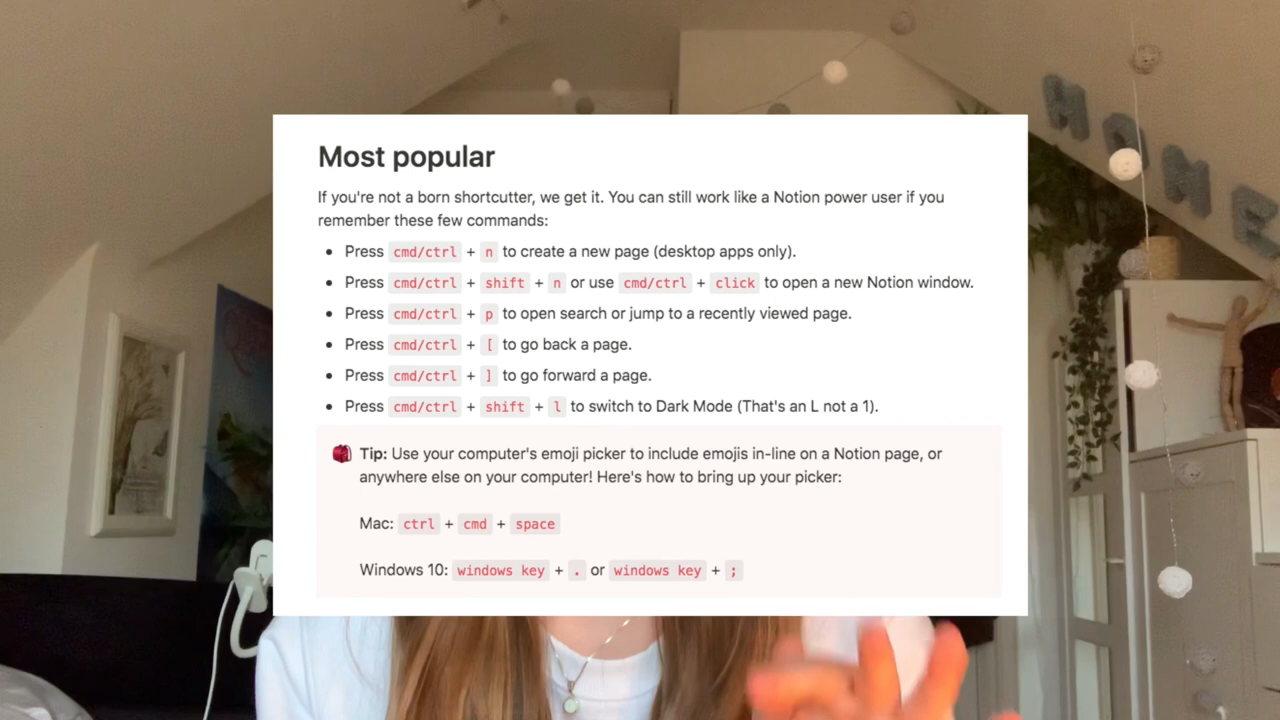 HOME
Most popular
If you're not a born shortcutter, we get it. You can still work like a Notion power user if you
remember these few commands:
• Press cmd/ctrl + n to create a new page (desktop apps only).
• Press cmd/ctrl + shift + n or use cmd/ctrl + click to open a new Notion window.
• Press cmd/ctrl + p to open search or jump to a recently viewed page.
• Press cmd/ctrl + [ to go back a page.
• Press cmd/ctrl + ] to go forward a page.
• Press cmd/ctrl + shift + l to switch to Dark Mode (That's an L not a 1).
Tip: Use your computer's emoji picker to include emojis in-line on a Notion page, or
anywhere else on your computer! Here's how to bring up your picker:
Mac: ctrl + cmd + space
Windows 10: windows key + . or windows key + ;